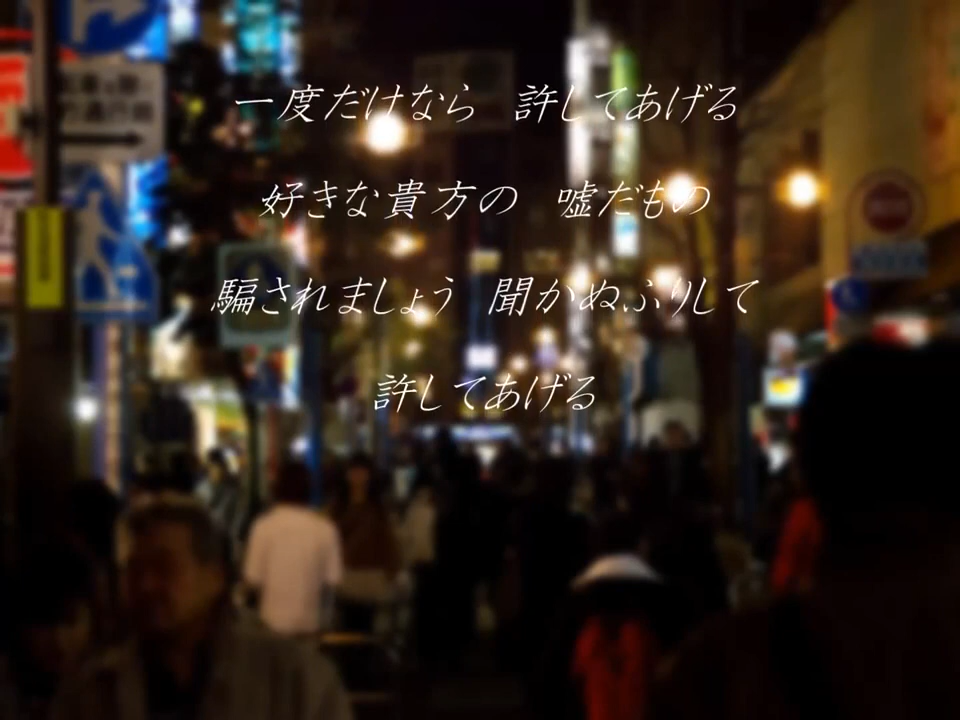 一度だけなら　許してあげる
好きな貴方の　嘘だもの
騙されましょう　聞かぬふりして
許してあげる